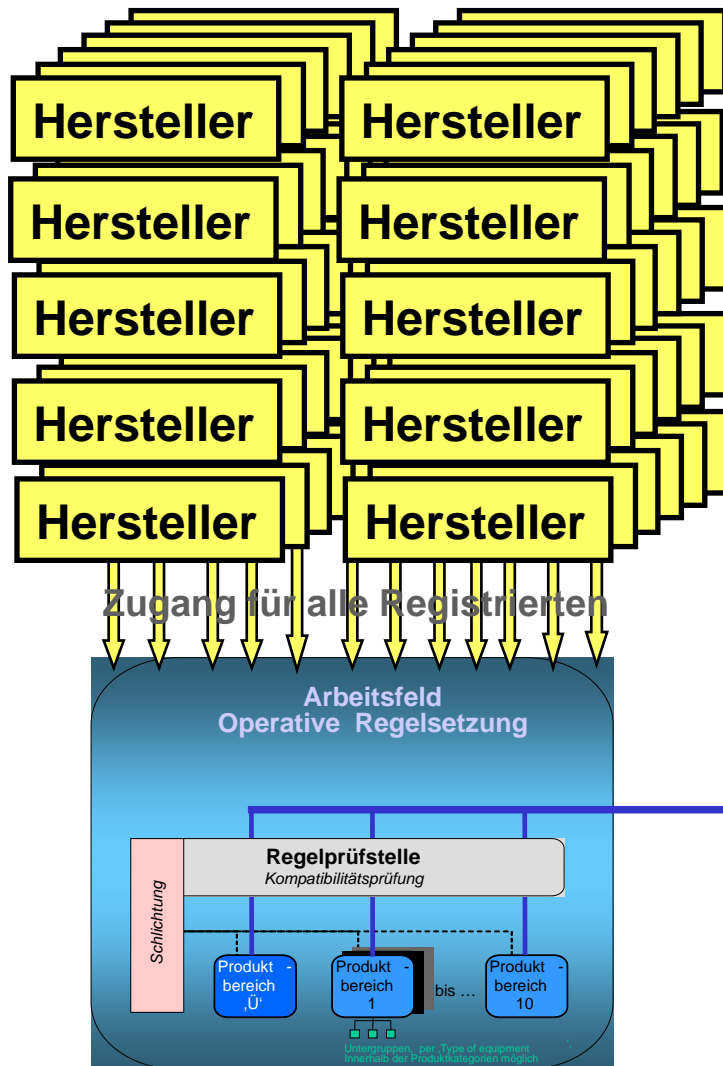 Hersteller Hersteller
Hersteller Hersteller
Hersteller Hersteller
Hersteller Hersteller
Hersteller Hersteller
Zugang für alle Registrierten
Arbeitsfeld
Operative Regelsetzung
Regelprüfstelle
Kompatibilitätsprüfung
Schlichtung
Produkt - bereich ‚Ü‘
Produkt - bereich 1
bis ...
Produkt - bereich 10
Untergruppen, per ‚Type of equipment ‘,
Innerhalb der Produktkategorien möglich